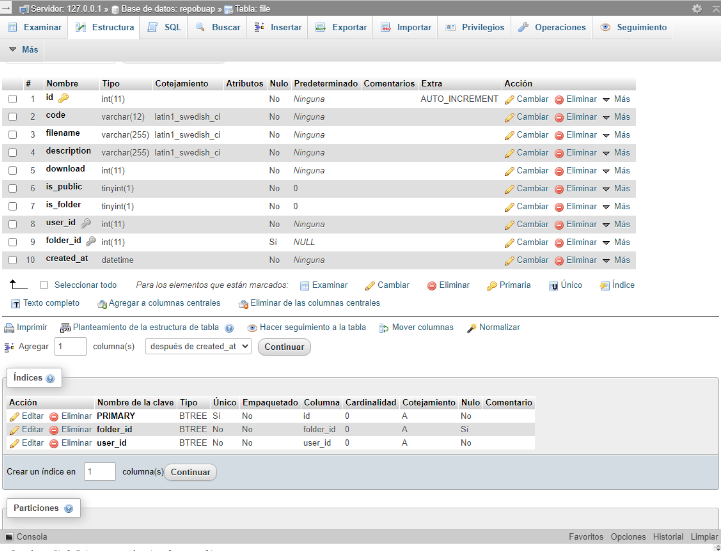 Servidor: 127.0.0.1 » Base de datos: repobuap » Tabla: file
Examinar Estructura SQL Buscar Insertar Exportar Importar Privilegios Operaciones Seguimiento
Más
# Nombre Tipo Cotejamiento Atributos Nulo Predeterminado Comentarios Extra Acción
1 id int(11) No Ninguna AUTO_INCREMENT Cambiar Eliminar Más
2 code varchar(12) latin1_swedish_ci No Ninguna Cambiar Eliminar Más
3 filename varchar(255) latin1_swedish_ci No Ninguna Cambiar Eliminar Más
4 description varchar(255) latin1_swedish_ci No Ninguna Cambiar Eliminar Más
5 download int(11) No Ninguna Cambiar Eliminar Más
6 is_public tinyint(1) No 0 Cambiar Eliminar Más
7 is_folder tinyint(1) No 0 Cambiar Eliminar Más
8 user_id int(11) No Ninguna Cambiar Eliminar Más
9 folder_id int(11) Sí NULL Cambiar Eliminar Más
10 created_at datetime No Ninguna Cambiar Eliminar Más
Seleccionar todo Para los elementos que están marcados: Examinar Cambiar Eliminar Primaria Único Índice
Texto completo Agregar a columnas centrales Eliminar de las columnas centrales
Imprimir Planteamiento de la estructura de tabla Hacer seguimiento a la tabla Mover columnas Normalizar
Agregar 1 columna(s) después de created_at Continuar
Índices
Acción Nombre de la clave Tipo Único Empaquetado Columna Cardinalidad Cotejamiento Nulo Comentario
Editar Eliminar PRIMARY BTREE Sí No id 0 A No
Editar Eliminar folder_id BTREE No No folder_id 0 A Sí
Editar Eliminar user_id BTREE No No user_id 0 A No
Crear un índice en 1 columna(s) Continuar
Particiones
Consola Favoritos Opciones Historial Limpiar